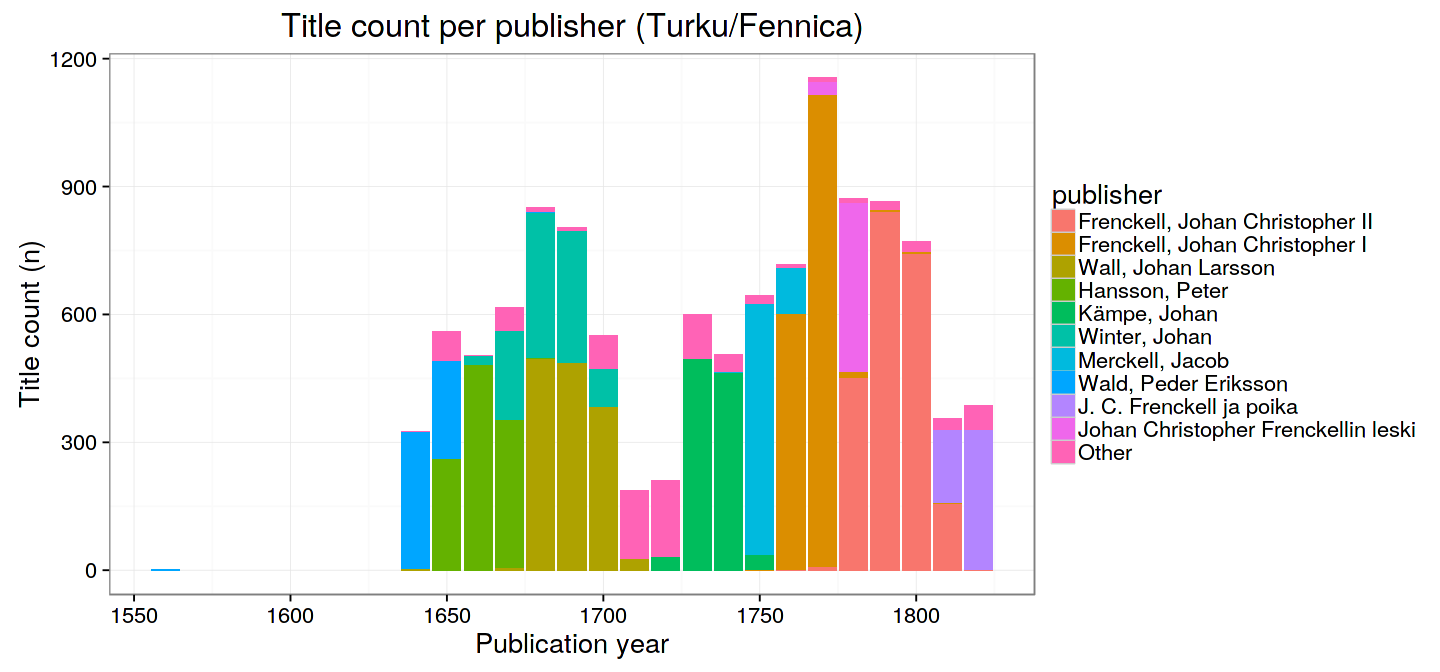 Title count per publisher (Turku/Fennica)
Title count (n)
1200
900
600
300
0
1550 1600 1650 1700 1750 1800
Publication year
publisher
Frenckell, Johan Christopher II
Frenckell, Johan Christopher I
Wall, Johan Larsson
Hansson, Peter
Kämpe, Johan
Winter, Johan
Merckell, Jacob
Wald, Peder Eriksson
J. C. Frenckell ja poika
Johan Christopher Frenckellin leski
Other